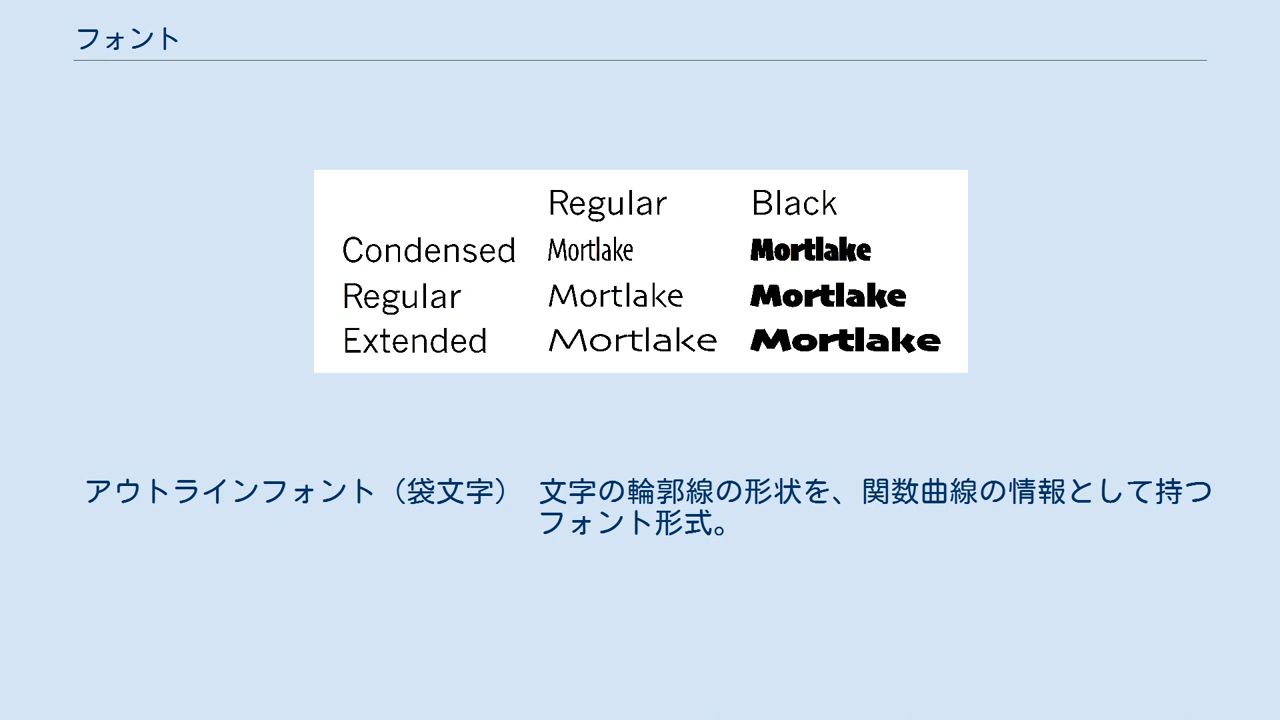 フォント
Regular Black
Condensed Mortlake Mortlake
Regular Mortlake Mortlake
Extended Mortlake Mortlake
アウトラインフォント（袋文字） 文字の輪郭線の形状を、関数曲線の情報として持つ
フォント形式。